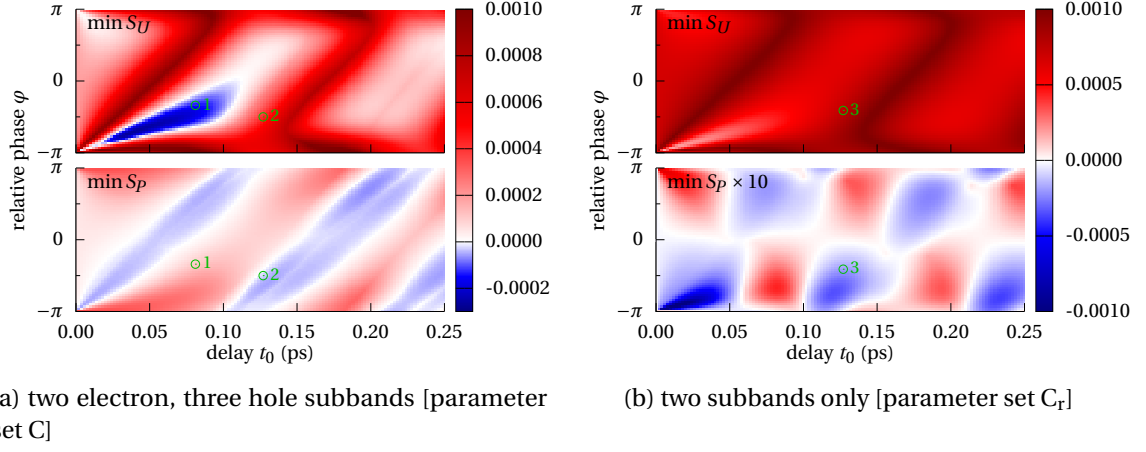 min S_U
π
0
−π
1
2
0.0010
0.0008
0.0006
0.0004
0.0002
0.0000
-0.0002
min S_P
π
0
−π
1
2
relative phase φ
0.00 0.05 0.10 0.15 0.20 0.25
delay t_0 (ps)
a) two electron, three hole subbands [parameter
set C]
min S_U
π
0
−π
3
0.0010
0.0005
0.0000
-0.0005
-0.0010
min S_P × 10
π
0
−π
3
relative phase φ
0.00 0.05 0.10 0.15 0.20 0.25
delay t_0 (ps)
(b) two subbands only [parameter set C_r]